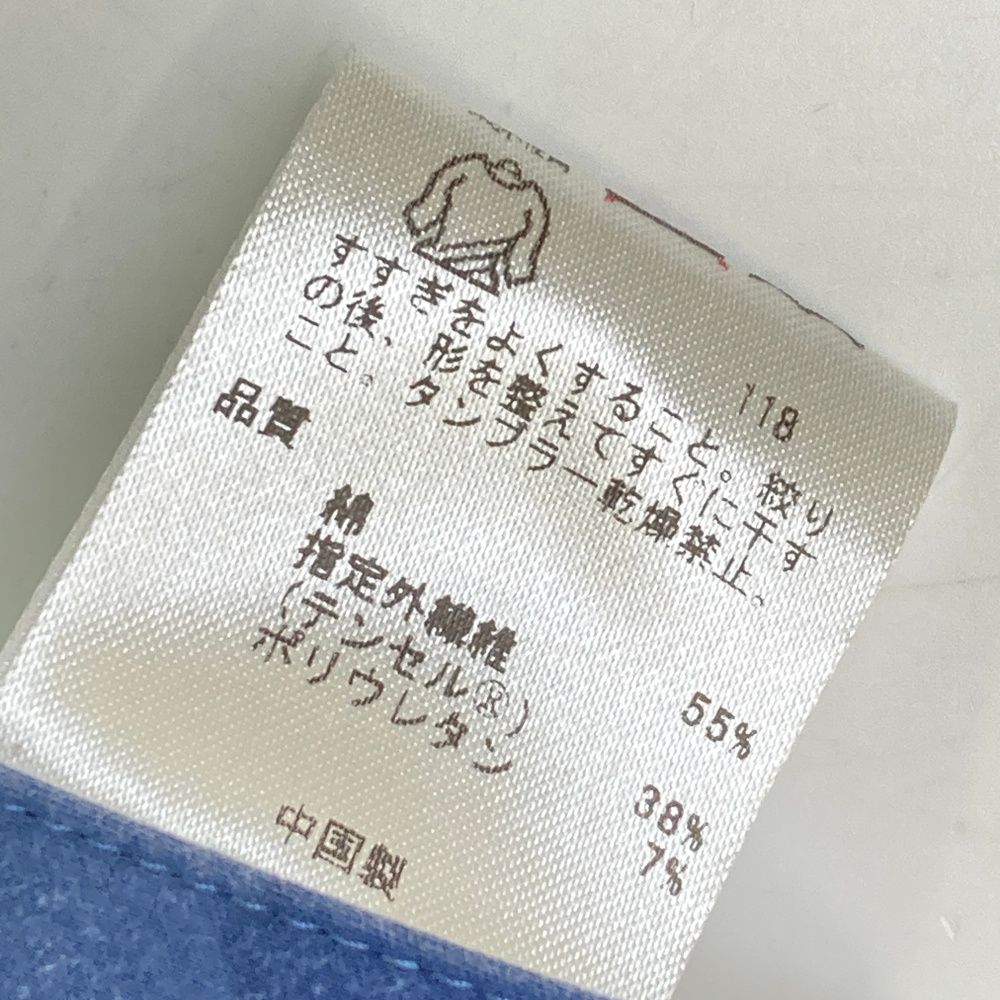 118
すすぎをよくすること。絞り
の後、形を整えてすぐに干す
こと。タンブラー乾燥禁止。
品質
綿 55%
指定外繊維
(テンセル®) 38%
ポリウレタン 7%
中国製